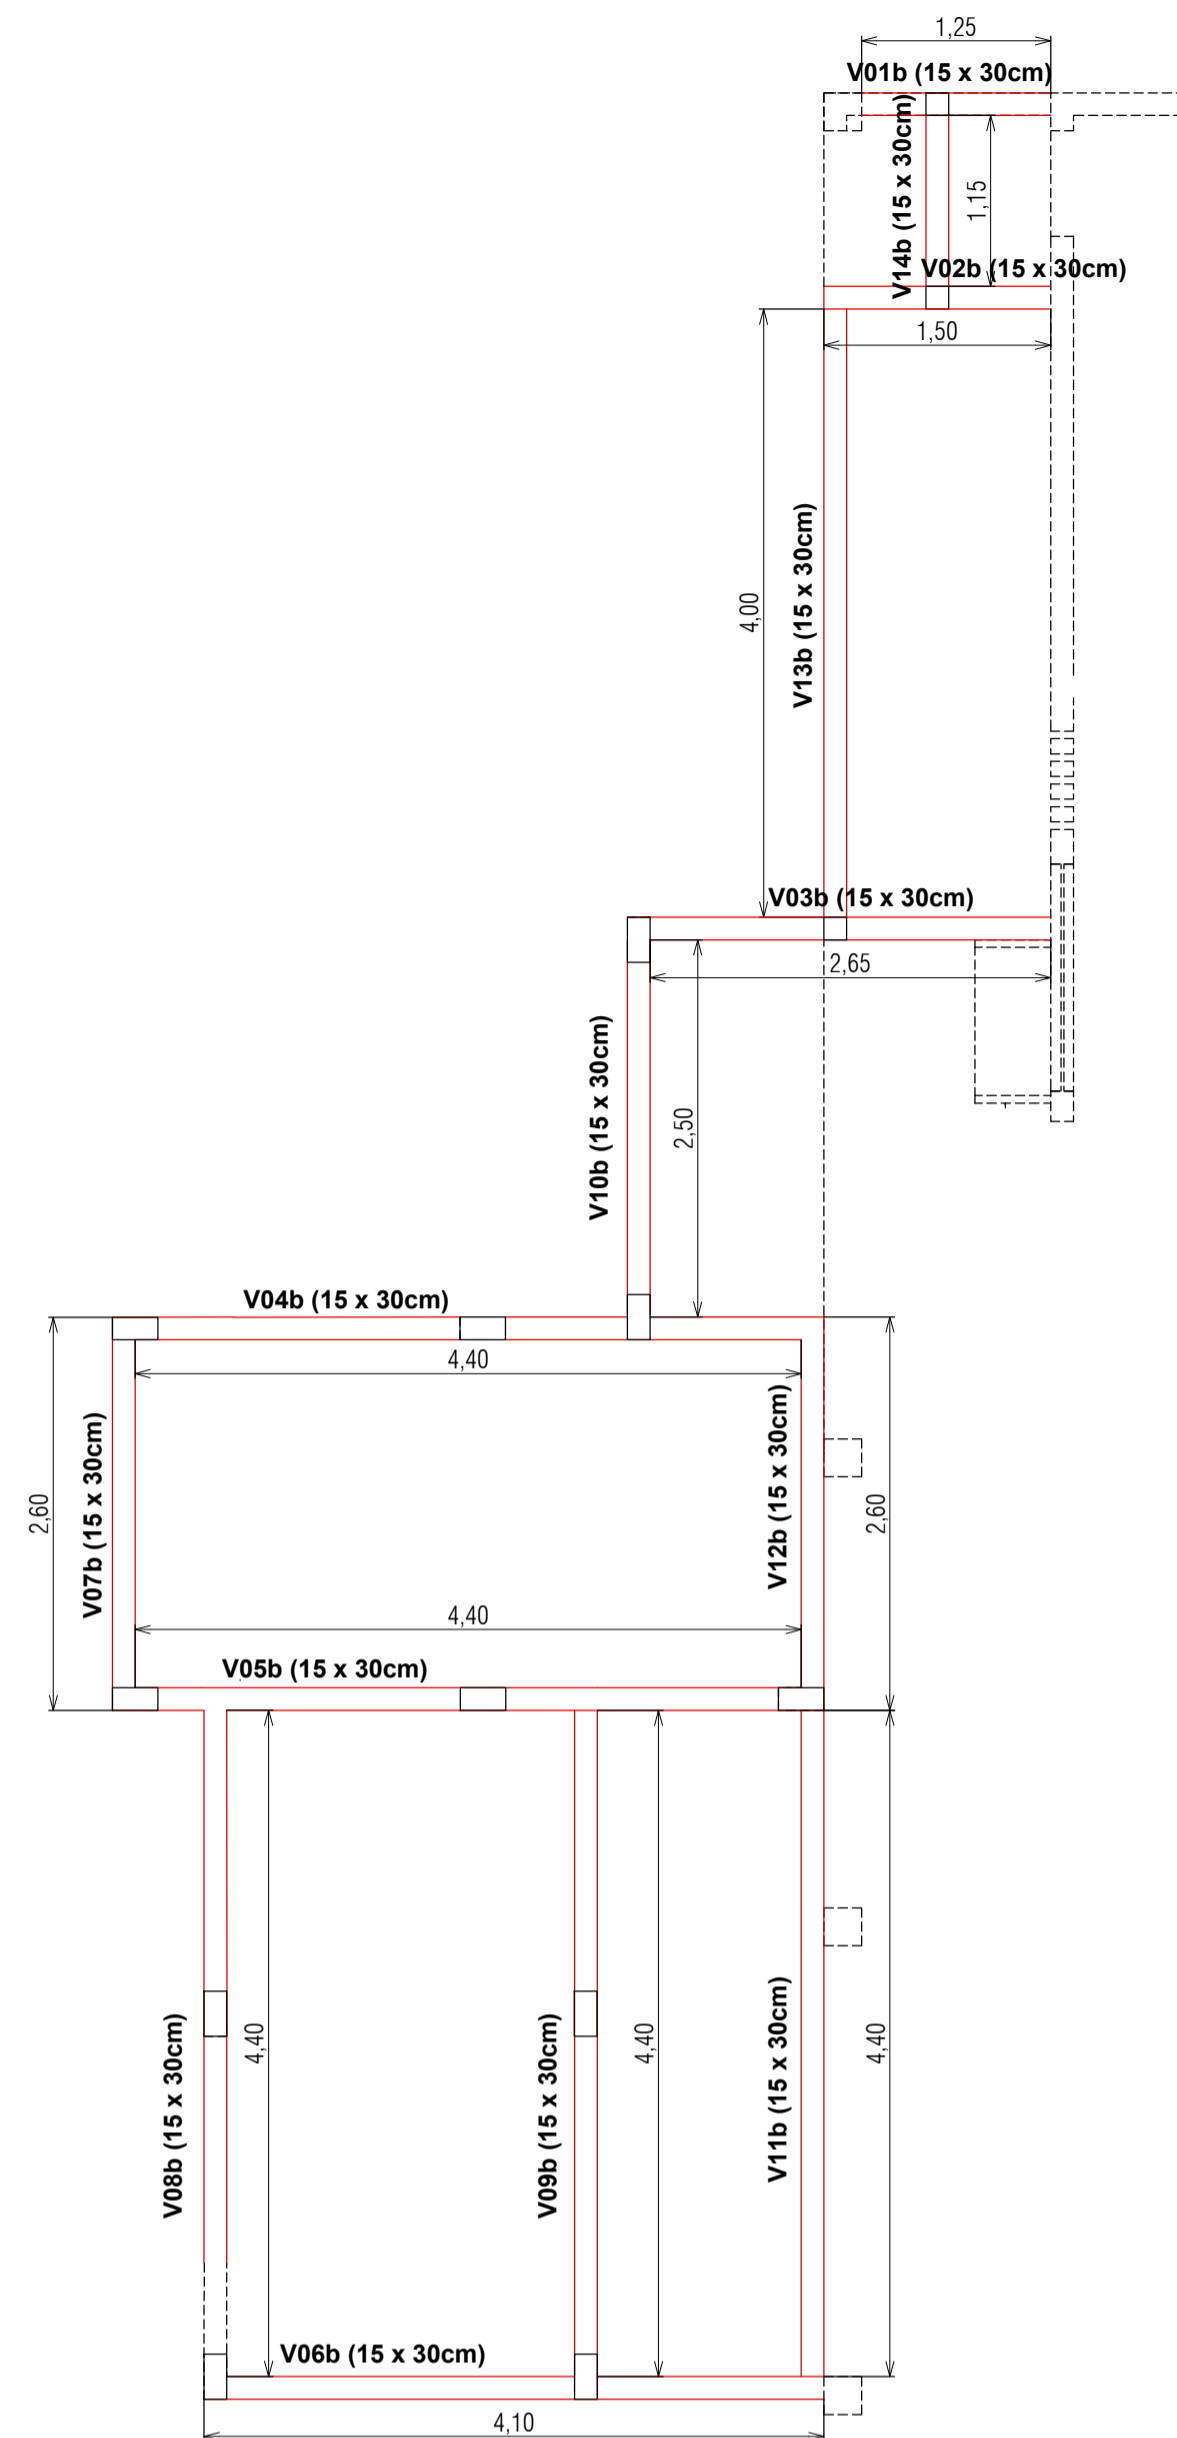 1,25
V01b (15 x 30cm)
V14b (15 x 30cm)
1,15
V02b (15 x 30cm)
1,50
4,00
V13b (15 x 30cm)
V03b (15 x 30cm)
2,65
V10b (15 x 30cm)
2,50
V04b (15 x 30cm)
4,40
V07b (15 x 30cm)
V12b (15 x 30cm)
2,60
2,60
4,40
V05b (15 x 30cm)
V08b (15 x 30cm)
4,40
V09b (15 x 30cm)
4,40
V11b (15 x 30cm)
4,40
V06b (15 x 30cm)
4,10